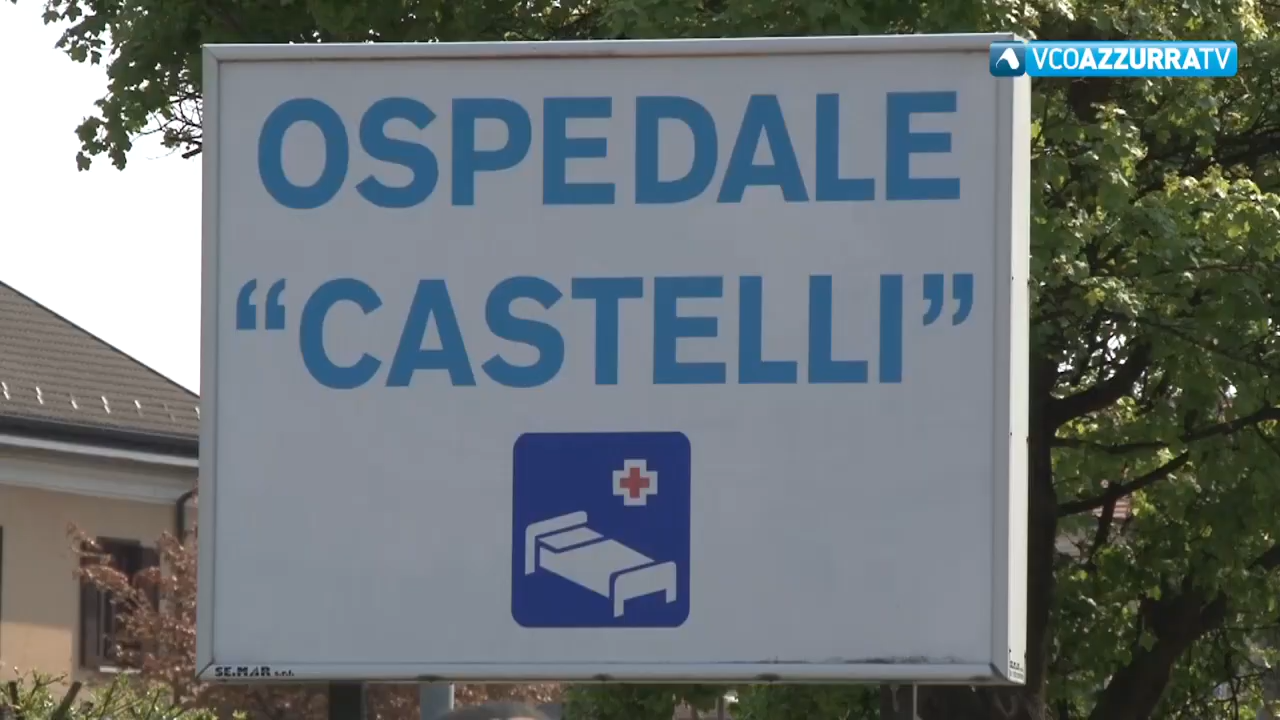 VCOAZZURRATV
OSPEDALE
“CASTELLI”
SE.MAR s.r.l.